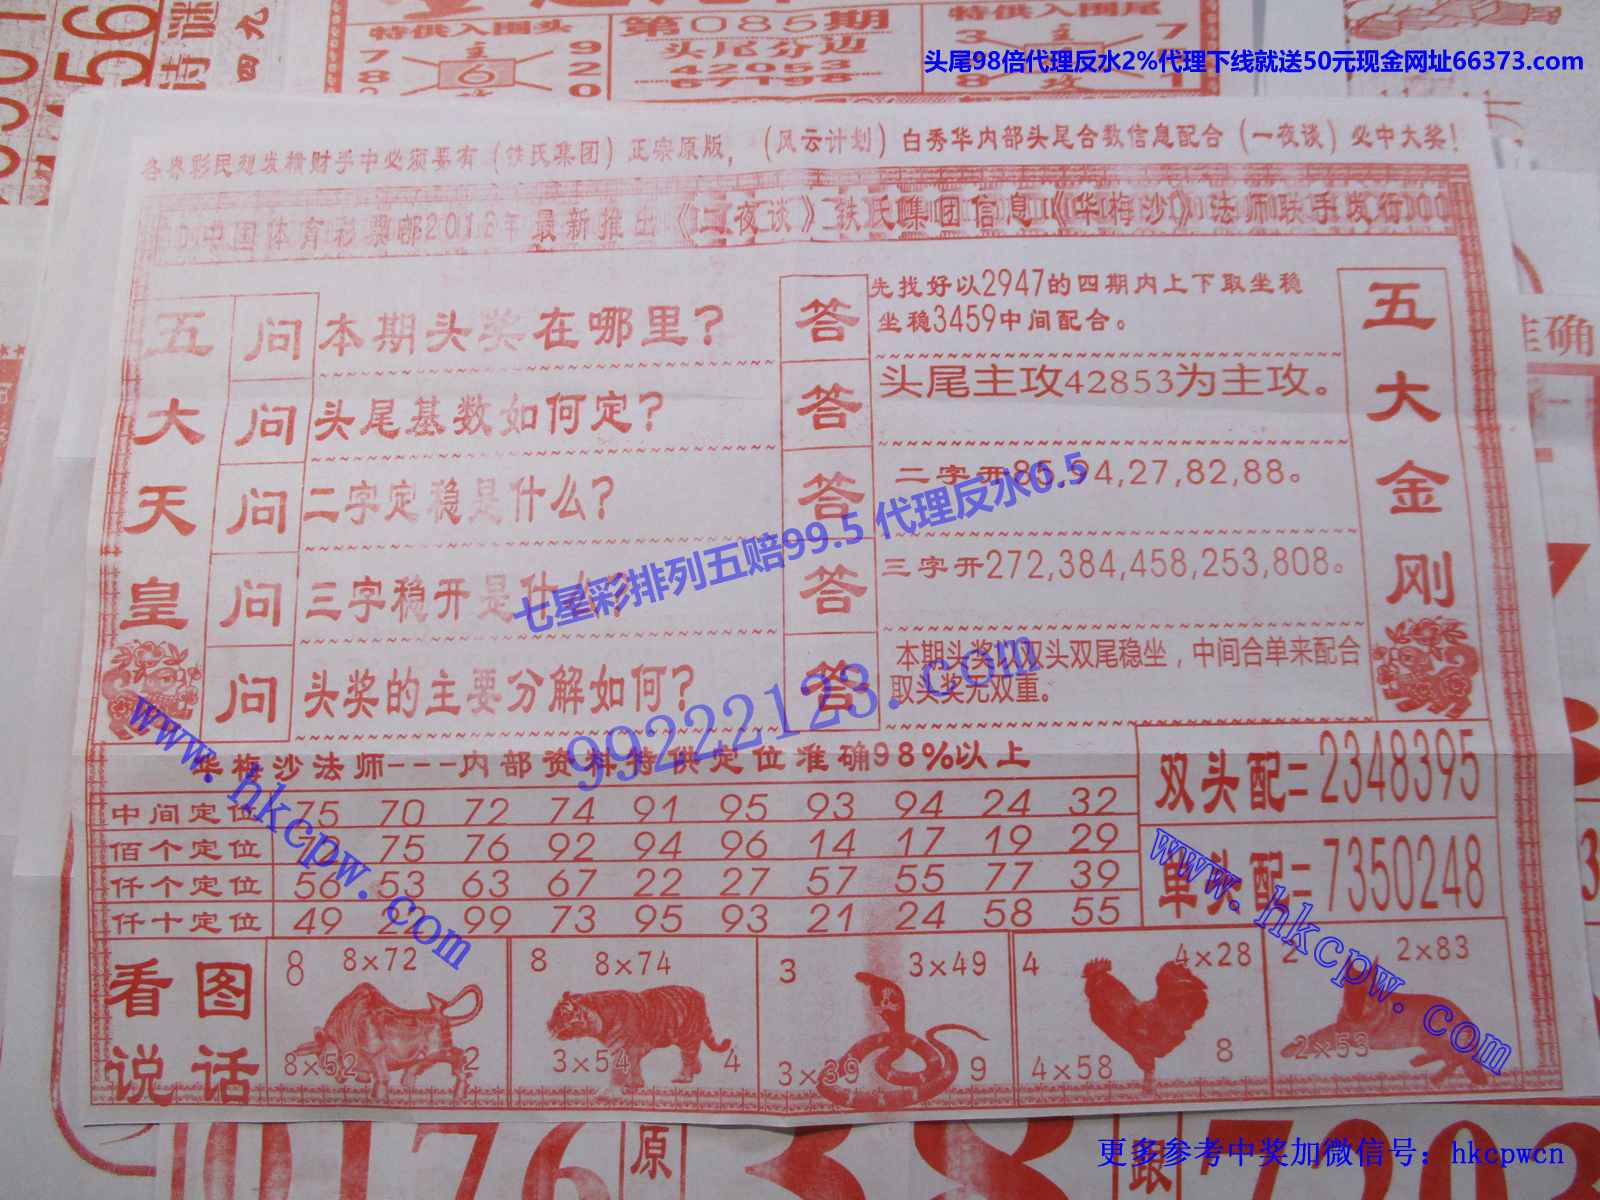 特供入围头
第085期
特供入围尾
头尾分边
42053
67198
头尾98倍代理反水2%代理下线就送50元现金网址66373.com
各界彩民想发横财手中必须要有（铁氏集团）正宗原版，（风云计划）白秀华内部头尾合数信息配合（一夜谈）必中大奖！
中国体育彩票部2016年最新推出《一夜谈》铁氏集团信息《华梅沙》法师联手发行
五大天皇
问 本期头奖在哪里？
答 先找好以2947的四期内上下取坐稳
坐稳3459中间配合。
问 头尾基数如何定？
答 头尾主攻42853为主攻。
问 二字定稳是什么？
答 二字开85,94,27,82,88。
问 三字稳开是什么？
答 三字开272,384,458,253,808。
问 头奖的主要分解如何？
答 本期头奖以双头双尾稳坐，中间合单来配合
取头奖无双重。
五大金刚
七星彩排列五赔99.5 代理反水0.5
99222123.com
www.hkcpw.com
华梅沙法师---内部资料特供定位准确98%以上
中间定位 75 70 72 74 91 95 93 94 24 32
佰个定位 75 76 92 94 96 14 17 19 29
仟个定位 56 53 63 67 22 27 57 55 77 39
仟十定位 49 22 99 73 95 93 21 24 58 55
双头配=2348395
单头配=7350248
www.hkcpw.com
看图
说话
8 8×72
8×52 2
8 8×74
3×54 4
3 3×49
3×39 9
4 4×28
4×58 8
2 2×83
2×53
准确
0176
原
38
跟
7203
更多参考中奖加微信号：hkcpwcn